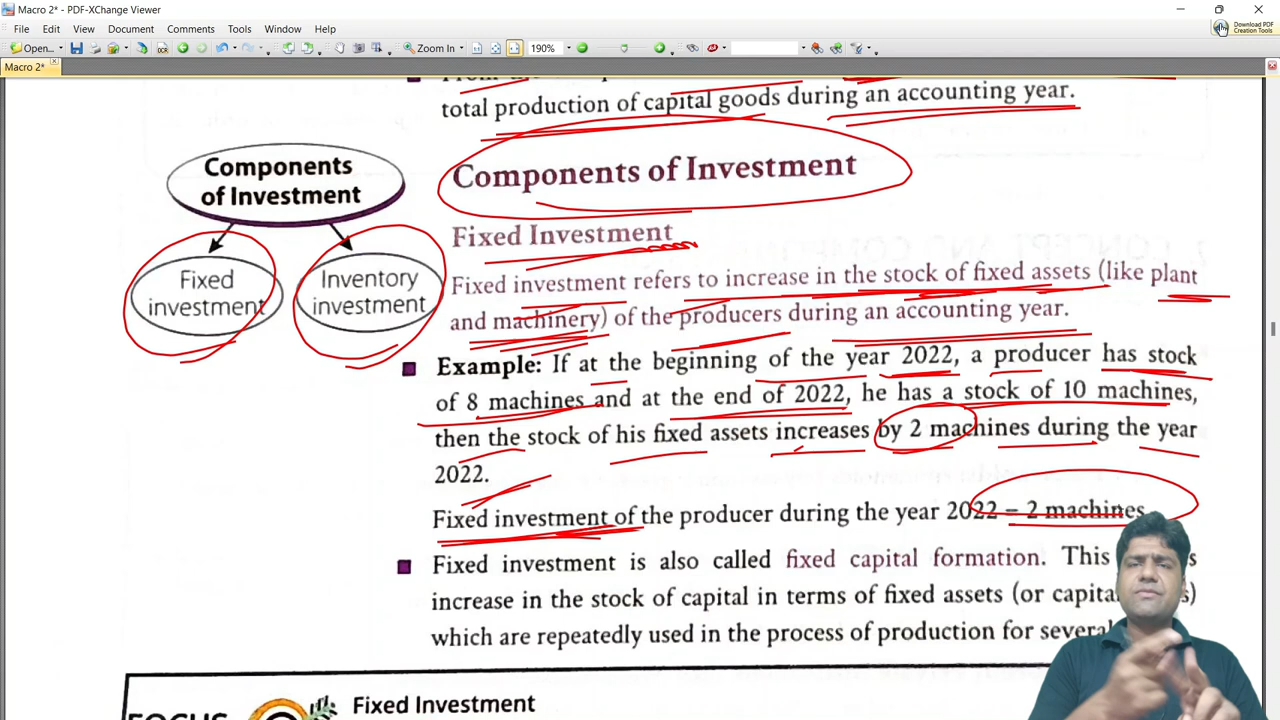 Macro 2* - PDF-XChange Viewer
File Edit View Document Comments Tools Window Help
Download PDF
Creation Tools
Open... Zoom In 190%
Macro 2*
total production of capital goods during an accounting year.
Components
of Investment
Fixed
investment
Inventory
investment
Components of Investment
Fixed Investment
Fixed investment refers to increase in the stock of fixed assets (like plant
and machinery) of the producers during an accounting year.
Example: If at the beginning of the year 2022, a producer has stock
of 8 machines and at the end of 2022, he has a stock of 10 machines,
then the stock of his fixed assets increases by 2 machines during the year
2022.
Fixed investment of the producer during the year 2022 = 2 machines
Fixed investment is also called fixed capital formation. This
increase in the stock of capital in terms of fixed assets (or
which are repeatedly used in the process of production for
FOCUS
Fixed Investment